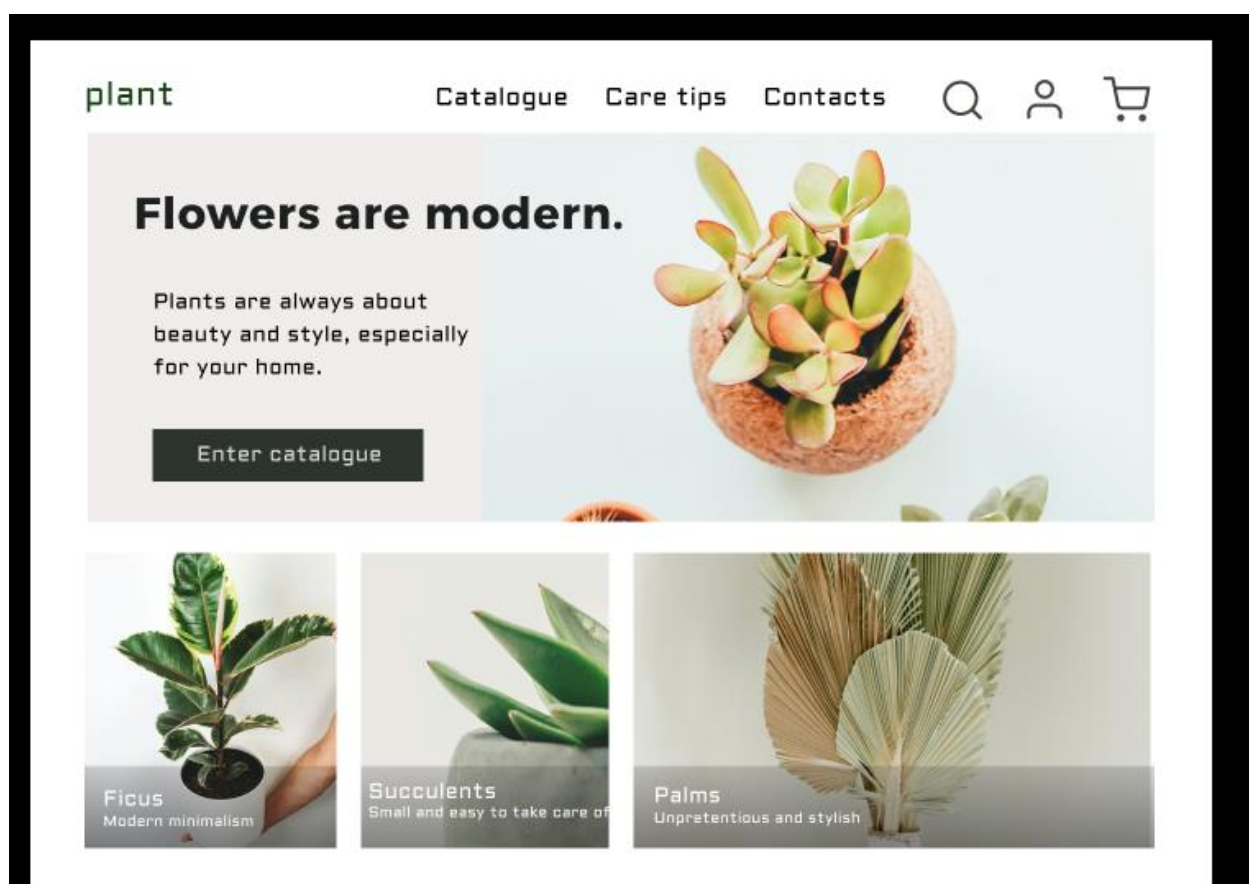 plant
Catalogue Care tips Contacts
Flowers are modern.
Plants are always about
beauty and style, especially
for your home.
Enter catalogue
Ficus
Modern minimalism
Succulents
Small and easy to take care of
Palms
Unpretentious and stylish